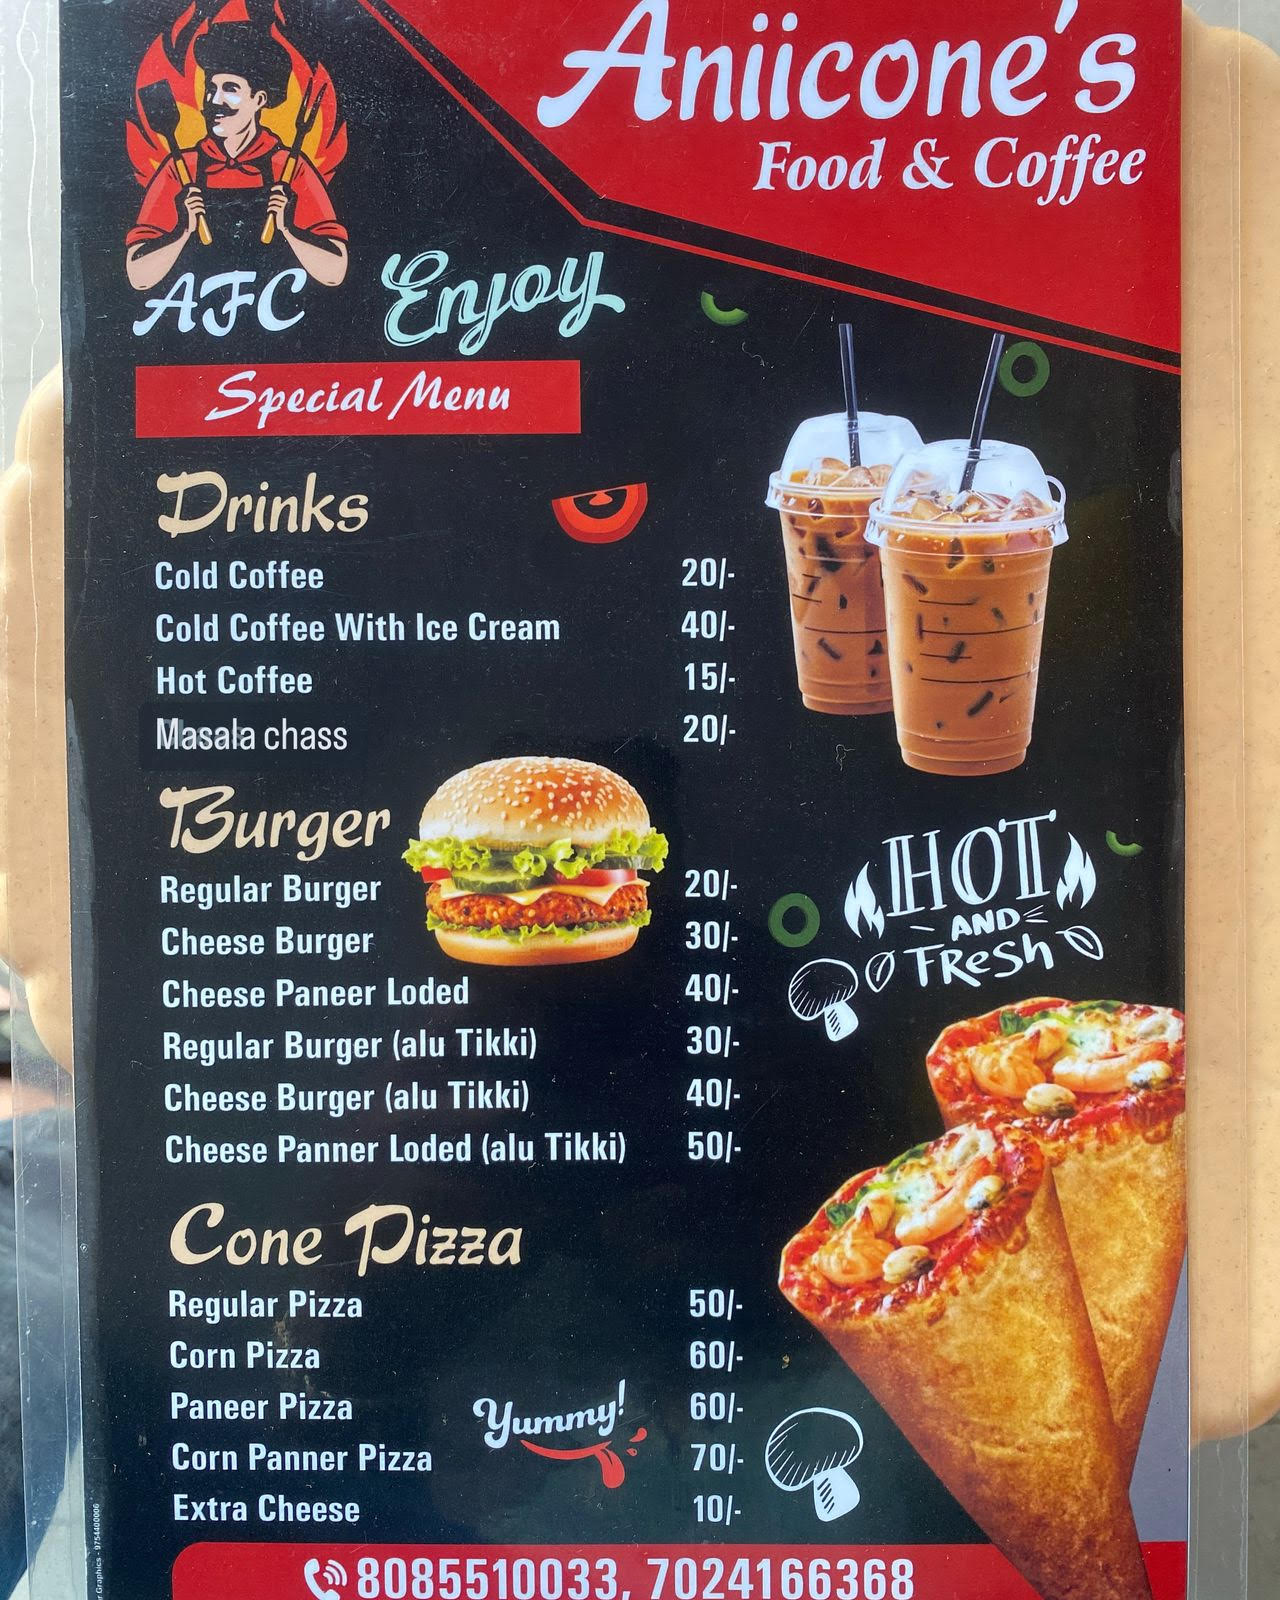 Aniicone's
Food & Coffee
AFC
Enjoy
Special Menu
Drinks
Cold Coffee 20/-
Cold Coffee With Ice Cream 40/-
Hot Coffee 15/-
Masala chass 20/-
Burger
Regular Burger 20/-
Cheese Burger 30/-
Cheese Paneer Loded 40/-
Regular Burger (alu Tikki) 30/-
Cheese Burger (alu Tikki) 40/-
Cheese Panner Loded (alu Tikki) 50/-
HOT
AND
FReSh
Cone Pizza
Regular Pizza 50/-
Corn Pizza 60/-
Paneer Pizza 60/-
Corn Panner Pizza 70/-
Extra Cheese 10/-
Yummy!
8085510033, 7024166368
Graphics - 9754400006